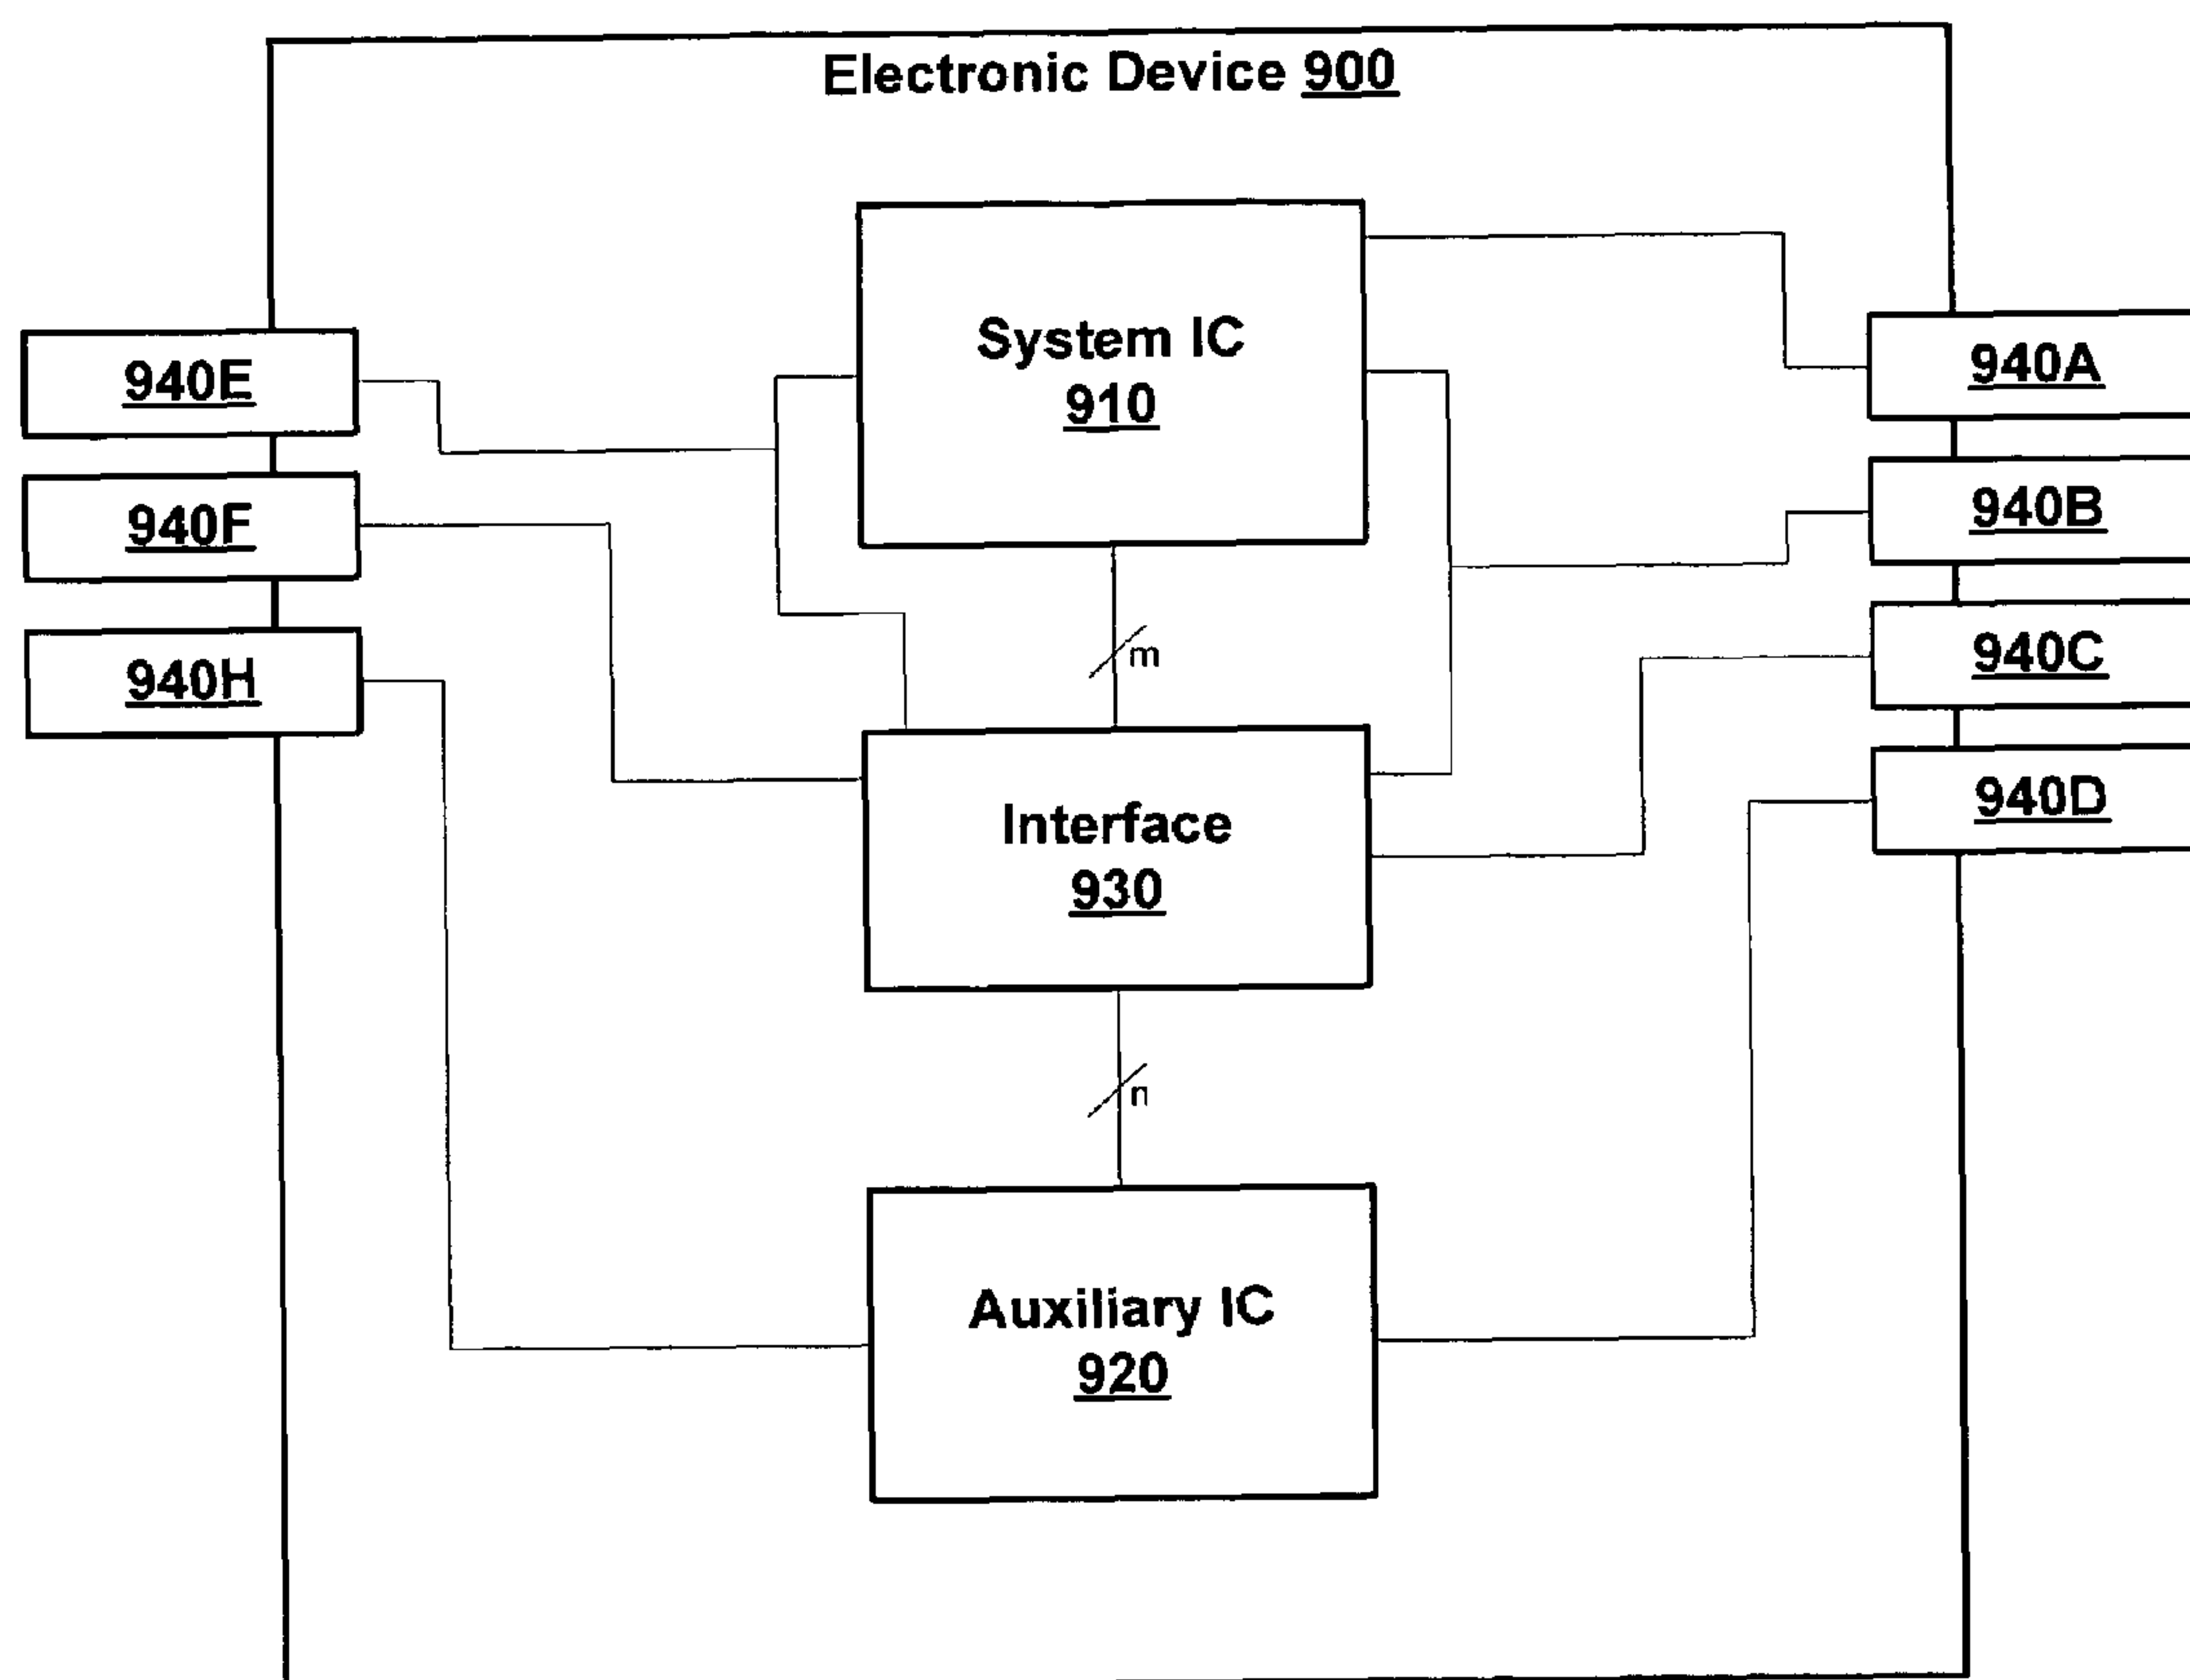 Electronic Device 900
System IC
910
940E
940F
940H
940A
940B
940C
940D
m
Interface
930
n
Auxiliary IC
920